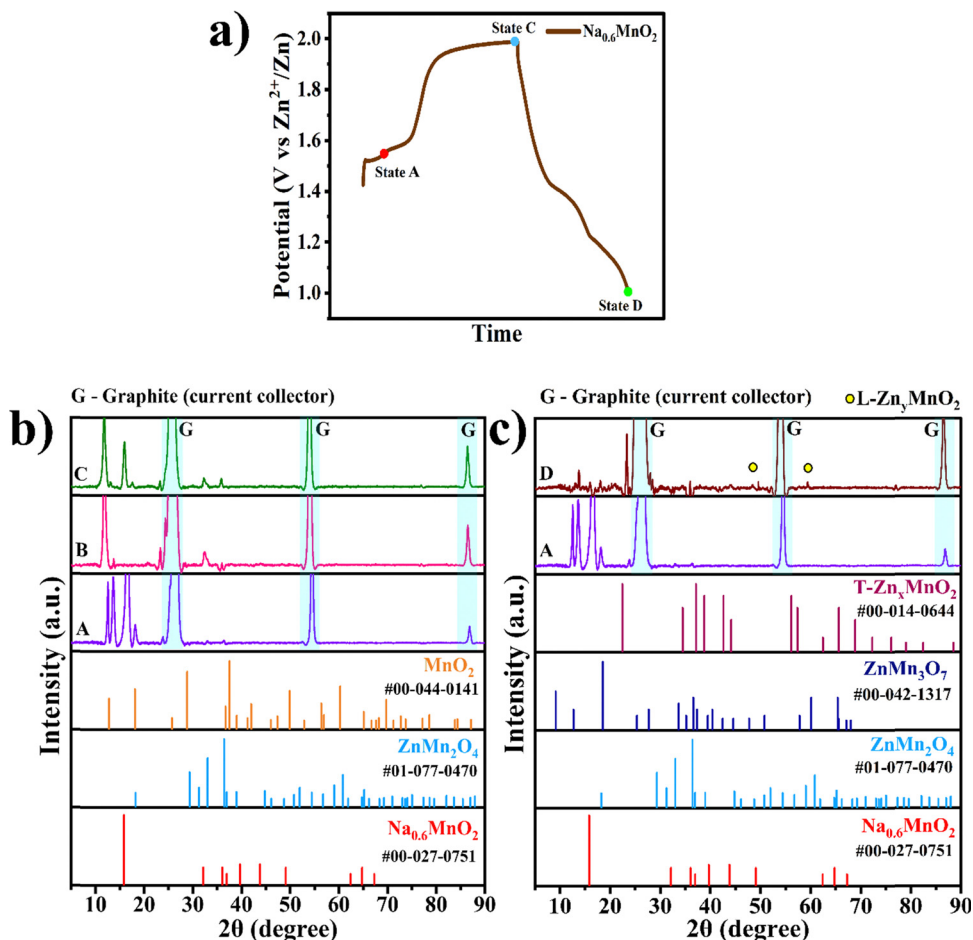 a)
State C
Na₀.₆MnO₂
2.0
1.8
1.6
1.4
1.2
1.0
State A
State D
Potential (V vs Zn²⁺/Zn)
Time
G - Graphite (current collector)
b)
G
G
G
C
B
A
MnO₂
#00-044-0141
ZnMn₂O₄
#01-077-0470
Na₀.₆MnO₂
#00-027-0751
Intensity (a.u.)
10 20 30 40 50 60 70 80 90
2θ (degree)
G - Graphite (current collector)
L-ZnᵧMnO₂
c)
G
G
G
D
A
T-ZnₓMnO₂
#00-014-0644
ZnMn₃O₇
#00-042-1317
ZnMn₂O₄
#01-077-0470
Na₀.₆MnO₂
#00-027-0751
Intensity (a.u.)
10 20 30 40 50 60 70 80 90
2θ (degree)